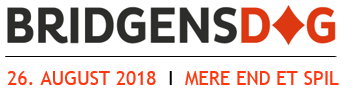 BRIDGENSD♦G
26. AUGUST 2018 I MERE END ET SPIL